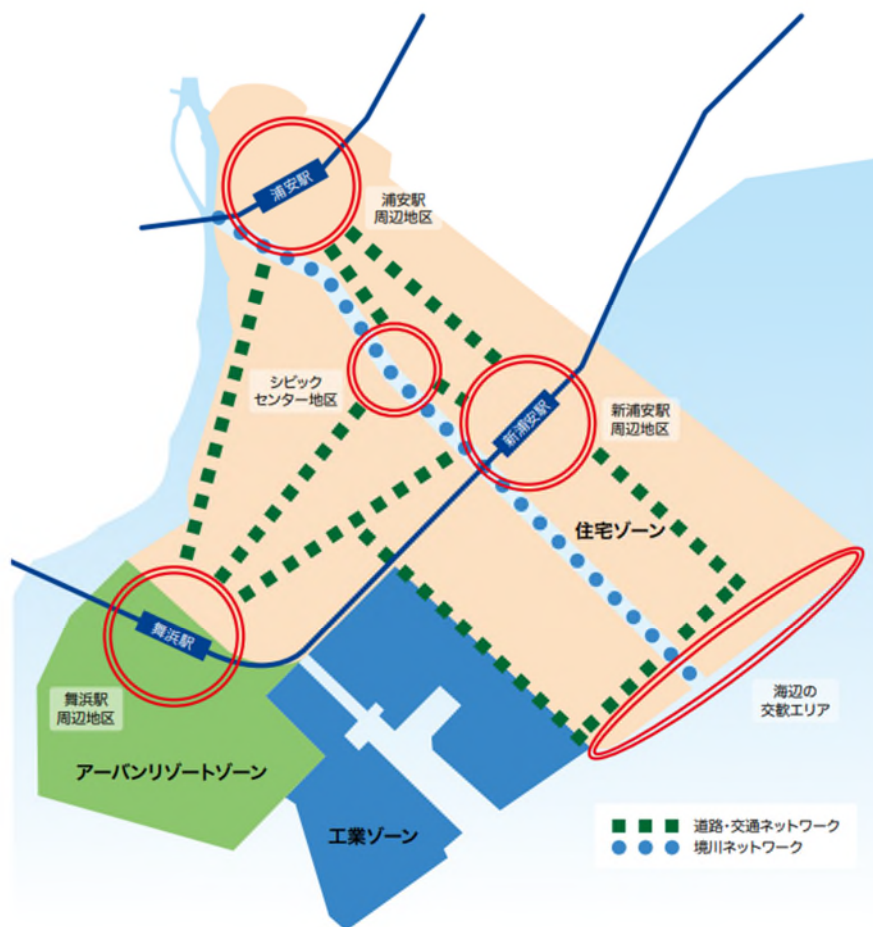 浦安駅
浦安駅
周辺地区
シビック
センター地区
新浦安駅
新浦安駅
周辺地区
住宅ゾーン
舞浜駅
舞浜駅
周辺地区
海辺の
交歓エリア
アーバンリゾートゾーン
工業ゾーン
道路・交通ネットワーク
境川ネットワーク